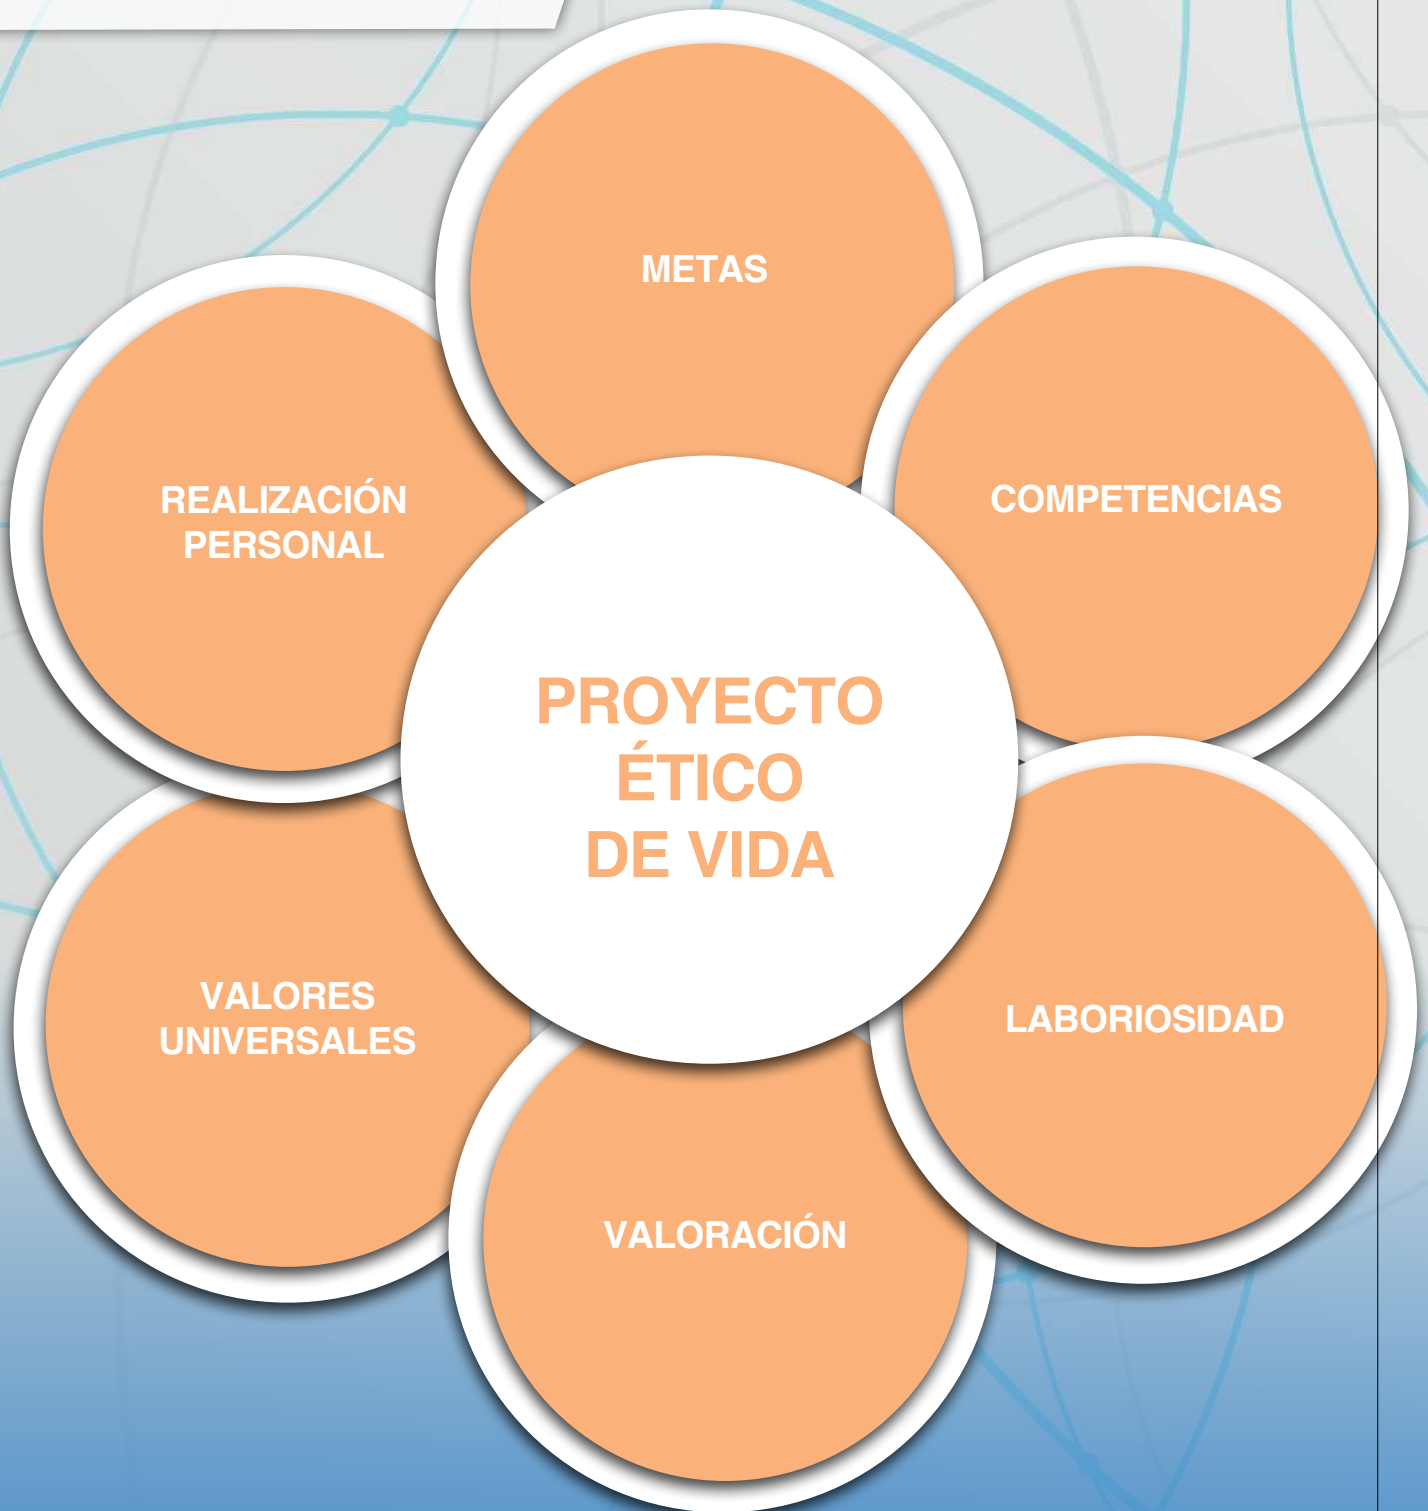 METAS
COMPETENCIAS
LABORIOSIDAD
VALORACIÓN
VALORES
UNIVERSALES
REALIZACIÓN
PERSONAL
PROYECTO
ÉTICO
DE VIDA